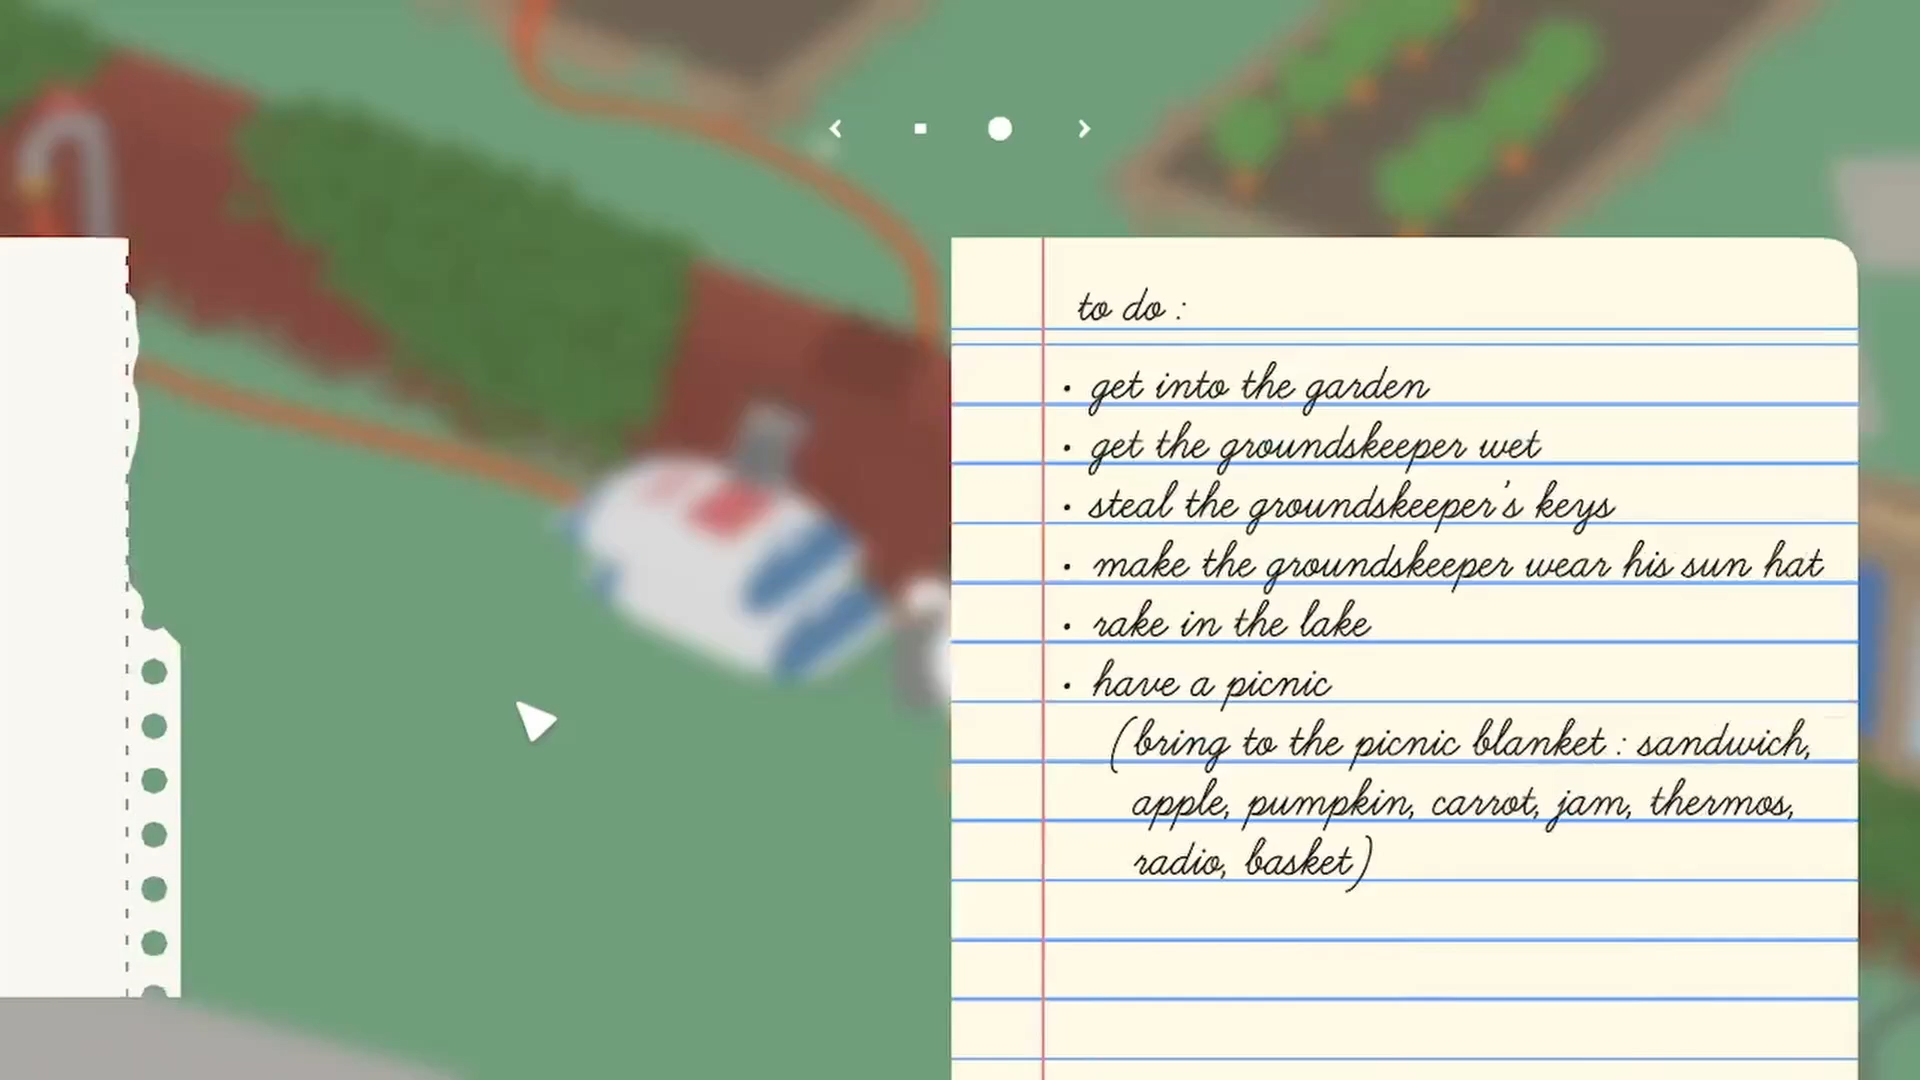 to do :
• get into the garden
• get the groundskeeper wet
• steal the groundskeeper's keys
• make the groundskeeper wear his sun hat
• rake in the lake
• have a picnic
(bring to the picnic blanket : sandwich,
apple, pumpkin, carrot, jam, thermos,
radio, basket)